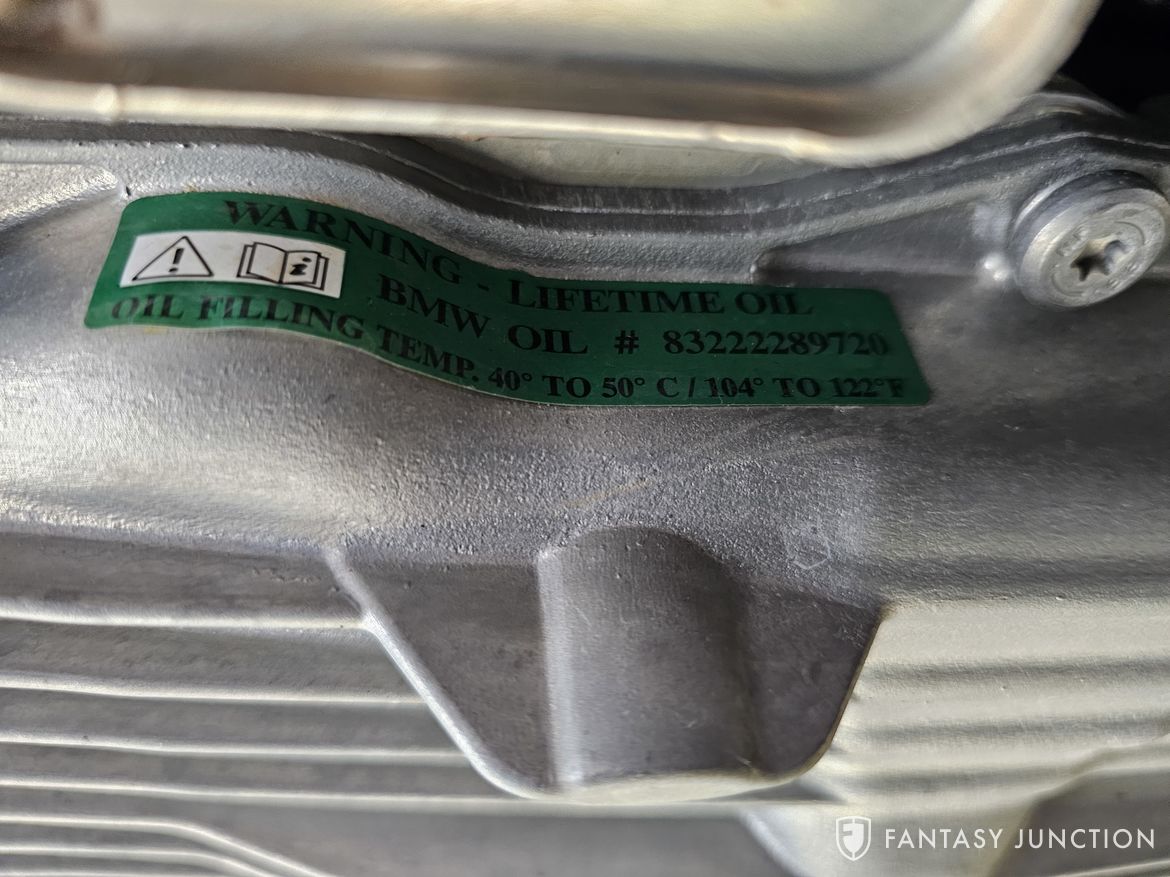 WARNING - LIFETIME OIL
BMW OIL # 83222289720
OIL FILLING TEMP. 40° TO 50° C / 104° TO 122°F
FANTASY JUNCTION